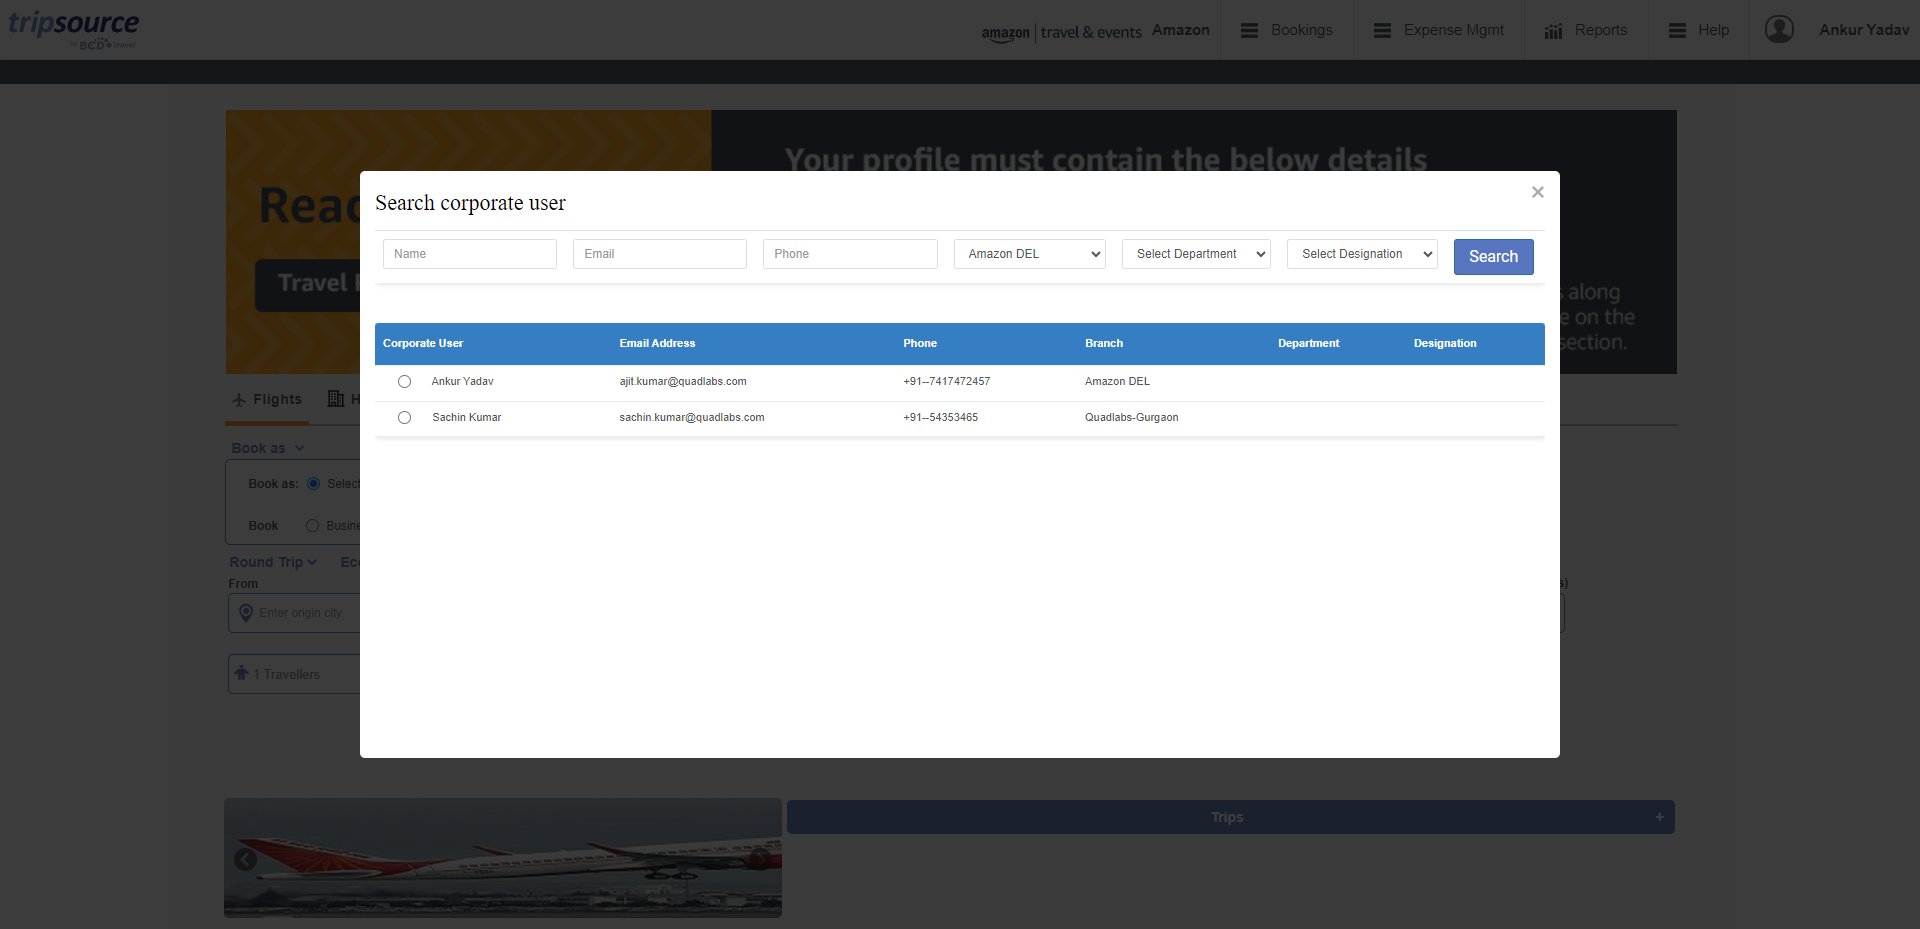 tripsource
by BCD travel
amazon | travel & events Amazon Bookings Expense Mgmt Reports Help Ankur Yadav
Your profile must contain the below details
Travel
along
e on the
section.
Search corporate user
×
Name Email Phone Amazon DEL Select Department Select Designation Search
Corporate User Email Address Phone Branch Department Designation
Ankur Yadav ajit.kumar@quadlabs.com +91--7417472457 Amazon DEL
Sachin Kumar sachin.kumar@quadlabs.com +91--54353465 Quadlabs-Gurgaon
Flights H
Book as
Book as: Select
Book Busine
Round Trip Ec
From
Enter origin city
1 Travellers
Trips +